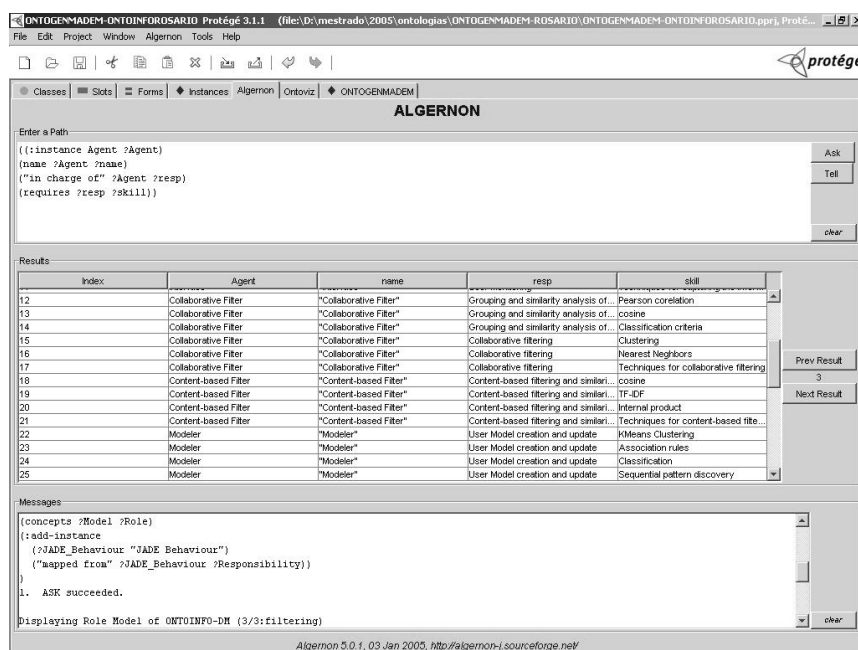 ONTOGENMADEM-ONTOINFOROSARIO Protégé 3.1.1 (file:\D:\mestrado\2005\ontologias\ONTOGENMADEM-ROSARIO\ONTOGENMADEM-ONTOINFOROSARIO.pprj, Proté...
File Edit Project Window Algernon Tools Help
protégé
Classes Slots Forms Instances Algernon Ontoviz ONTOGENMADEM
ALGERNON
Enter a Path
((:instance Agent ?Agent)
(name ?Agent ?name)
("in charge of" ?Agent ?resp)
(requires ?resp ?skill))
Ask
Tell
clear
Results
Index Agent name resp skill
12 Collaborative Filter "Collaborative Filter" Grouping and similarity analysis of... Pearson corelation
13 Collaborative Filter "Collaborative Filter" Grouping and similarity analysis of... cosine
14 Collaborative Filter "Collaborative Filter" Grouping and similarity analysis of... Classification criteria
15 Collaborative Filter "Collaborative Filter" Collaborative filtering Clustering
16 Collaborative Filter "Collaborative Filter" Collaborative filtering Nearest Neghbors
17 Collaborative Filter "Collaborative Filter" Collaborative filtering Techniques for collaborative filtering
18 Content-based Filter "Content-based Filter" Content-based filtering and similari... cosine
19 Content-based Filter "Content-based Filter" Content-based filtering and similari... TF-IDF
20 Content-based Filter "Content-based Filter" Content-based filtering and similari... Internal product
21 Content-based Filter "Content-based Filter" Content-based filtering and similari... Techniques for content-based filte...
22 Modeler "Modeler" User Model creation and update KMeans Clustering
23 Modeler "Modeler" User Model creation and update Association rules
24 Modeler "Modeler" User Model creation and update Classification
25 Modeler "Modeler" User Model creation and update Sequential pattern discovery
Prev Result
3
Next Result
Messages
(concepts ?Model ?Role)
(:add-instance
(?JADE_Behaviour "JADE Behaviour")
("mapped from" ?JADE_Behaviour ?Responsibility))
)
1. ASK succeeded.
Displaying Role Model of ONTOINFO-DM (3/3:filtering)
clear
Algernon 5.0.1, 03 Jan 2005, http://algernon-j.sourceforge.net/